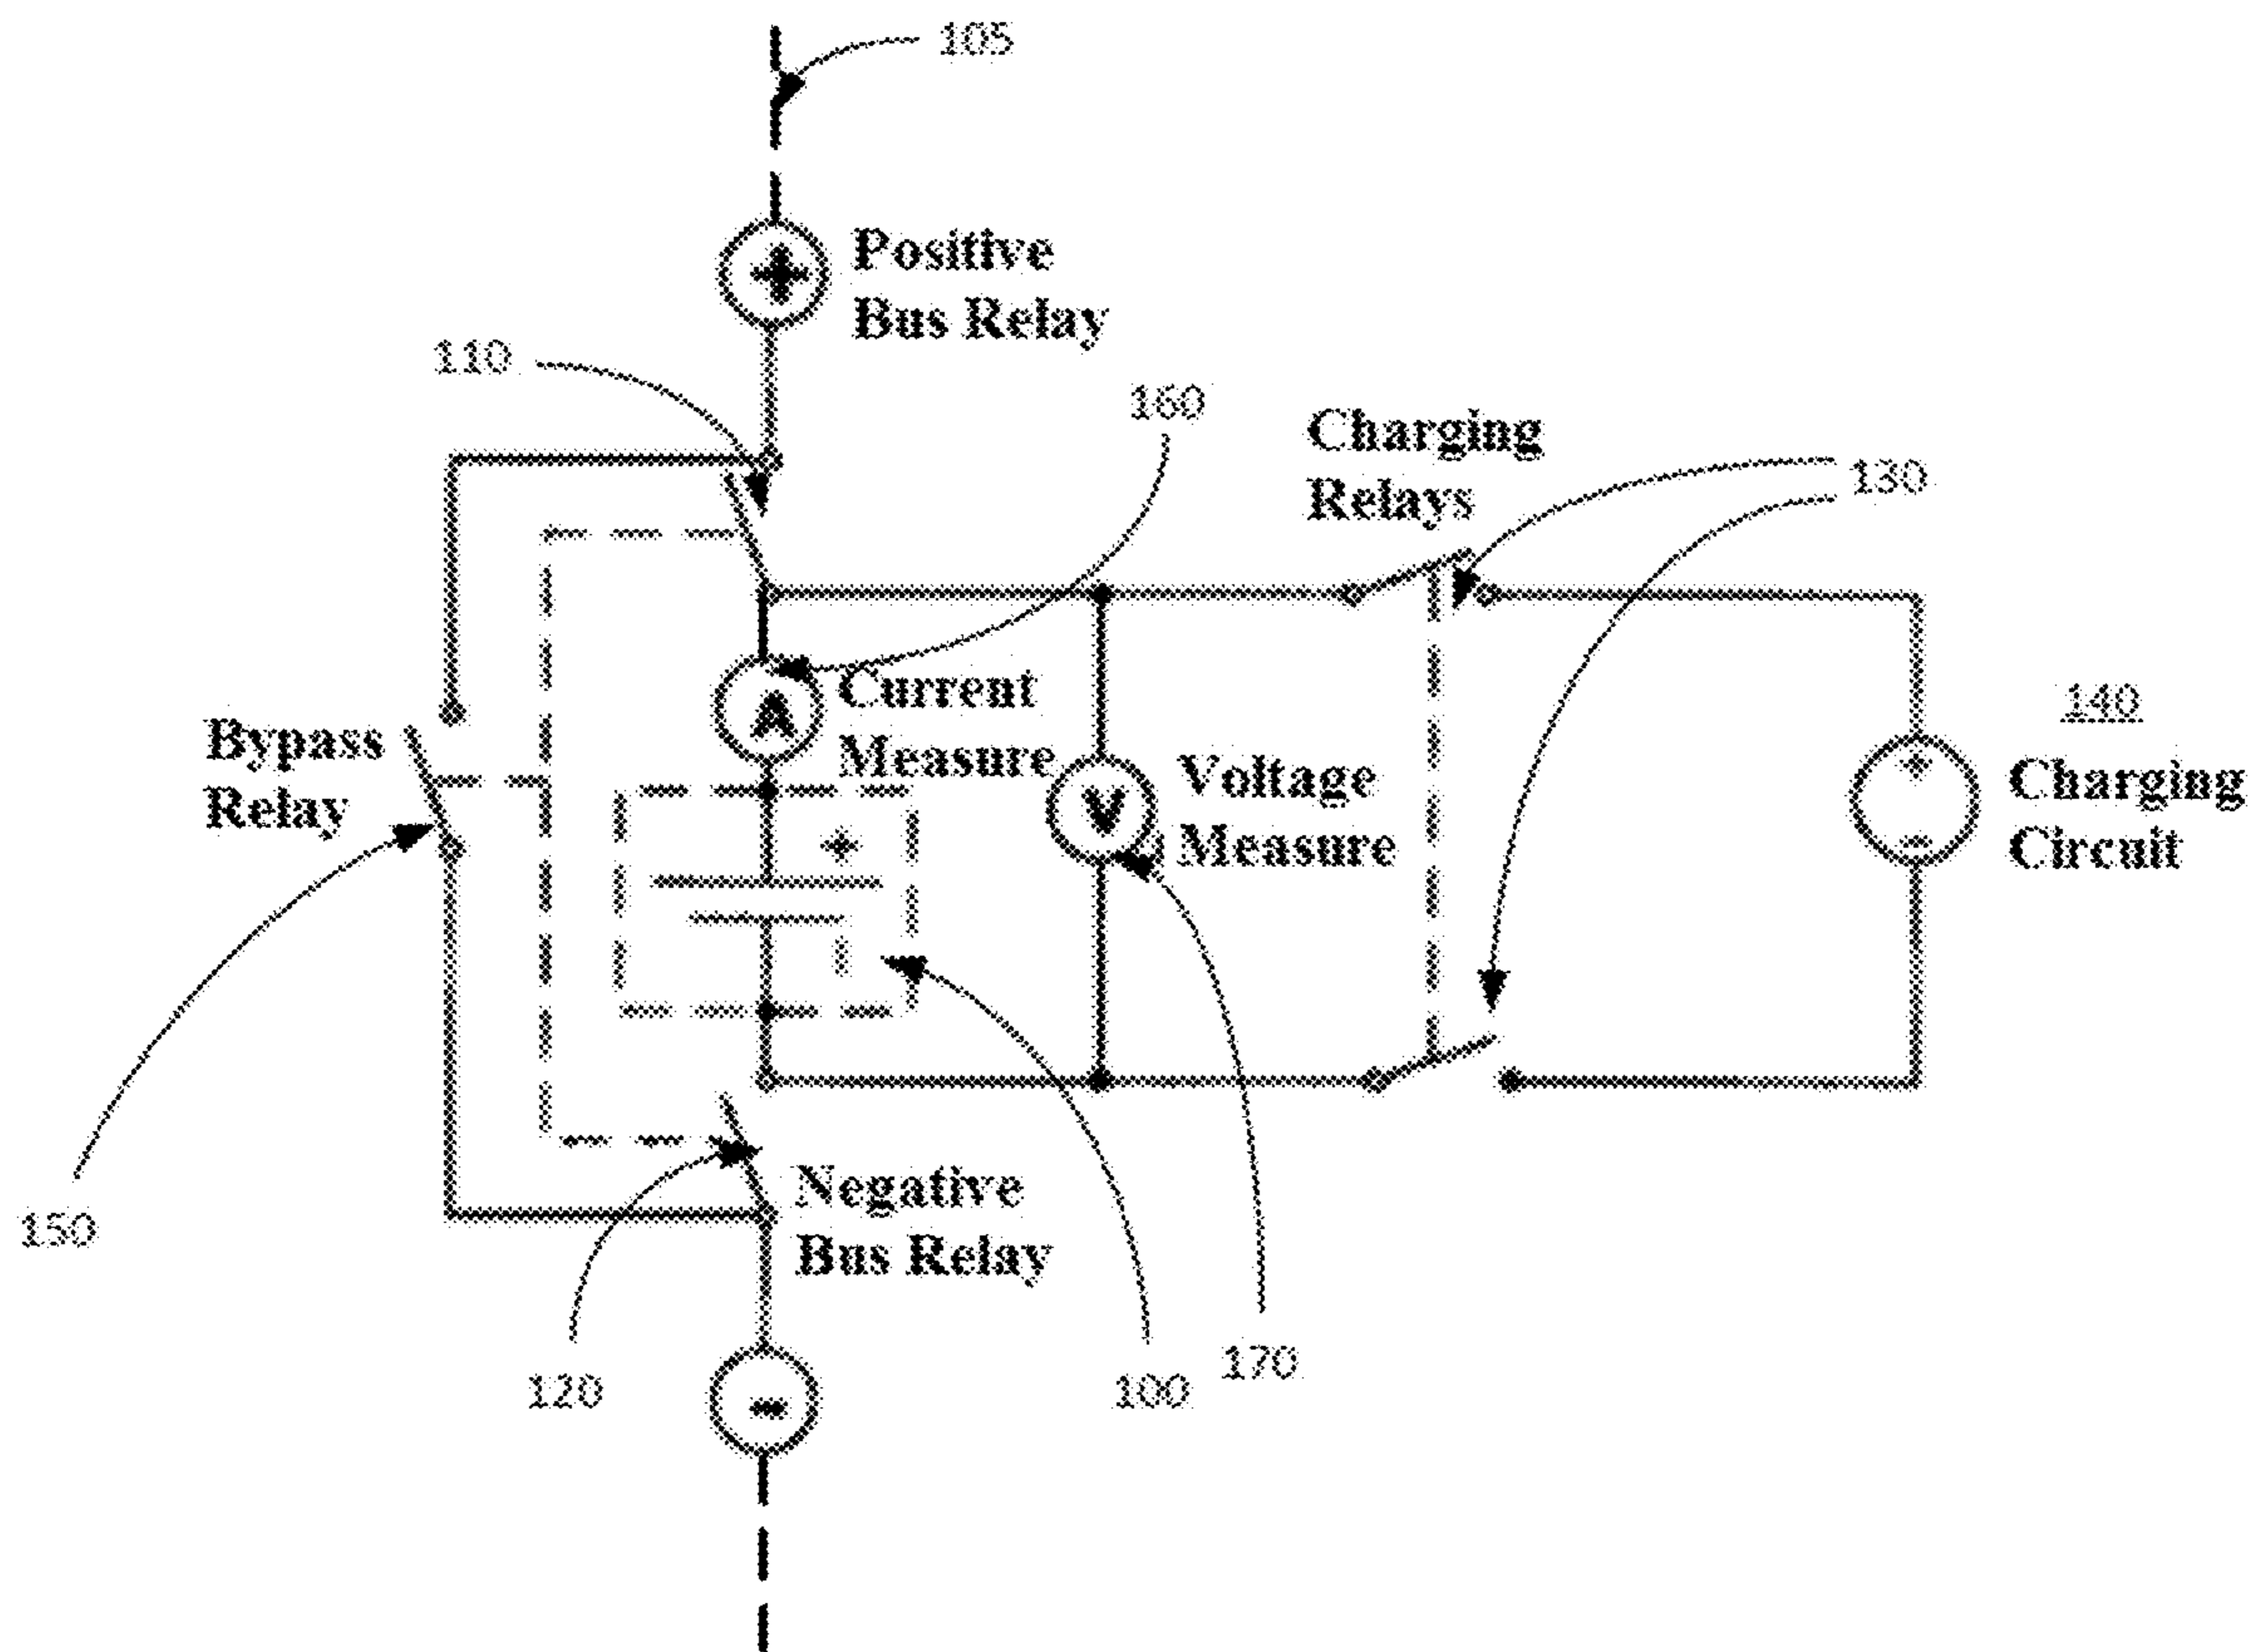 105
+
Positive
Bus Relay
110
160
Charging
Relays
130
Current
Measure
A
140
Bypass
Relay
V
Voltage
Measure
+
-
Charging
Circuit
+
-
150
Negative
Bus Relay
120
100
170
-